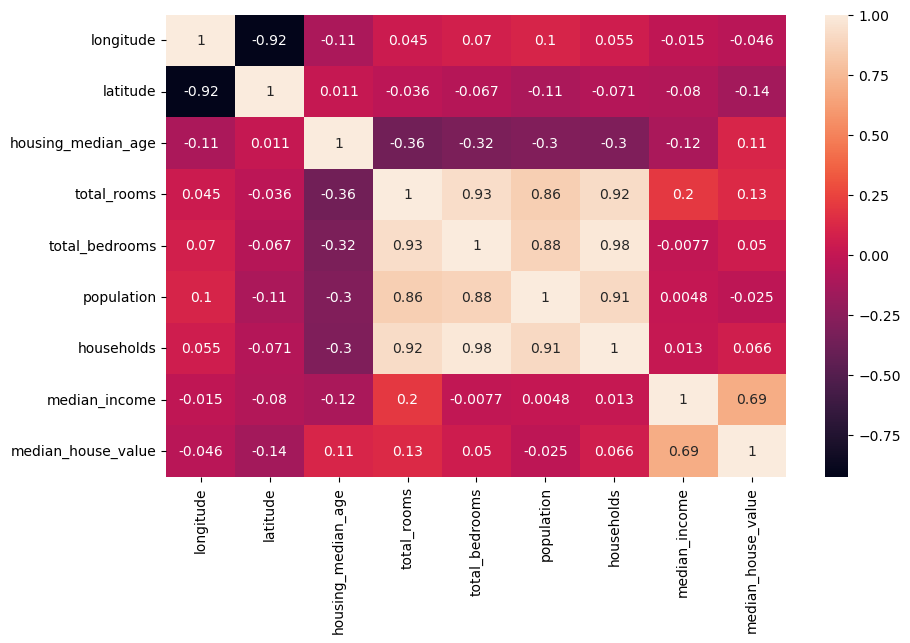 longitude 1 -0.92 -0.11 0.045 0.07 0.1 0.055 -0.015 -0.046
latitude -0.92 1 0.011 -0.036 -0.067 -0.11 -0.071 -0.08 -0.14
housing_median_age -0.11 0.011 1 -0.36 -0.32 -0.3 -0.3 -0.12 0.11
total_rooms 0.045 -0.036 -0.36 1 0.93 0.86 0.92 0.2 0.13
total_bedrooms 0.07 -0.067 -0.32 0.93 1 0.88 0.98 -0.0077 0.05
population 0.1 -0.11 -0.3 0.86 0.88 1 0.91 0.0048 -0.025
households 0.055 -0.071 -0.3 0.92 0.98 0.91 1 0.013 0.066
median_income -0.015 -0.08 -0.12 0.2 -0.0077 0.0048 0.013 1 0.69
median_house_value -0.046 -0.14 0.11 0.13 0.05 -0.025 0.066 0.69 1
longitude
latitude
housing_median_age
total_rooms
total_bedrooms
population
households
median_income
median_house_value
1.00
0.75
0.50
0.25
0.00
−0.25
−0.50
−0.75